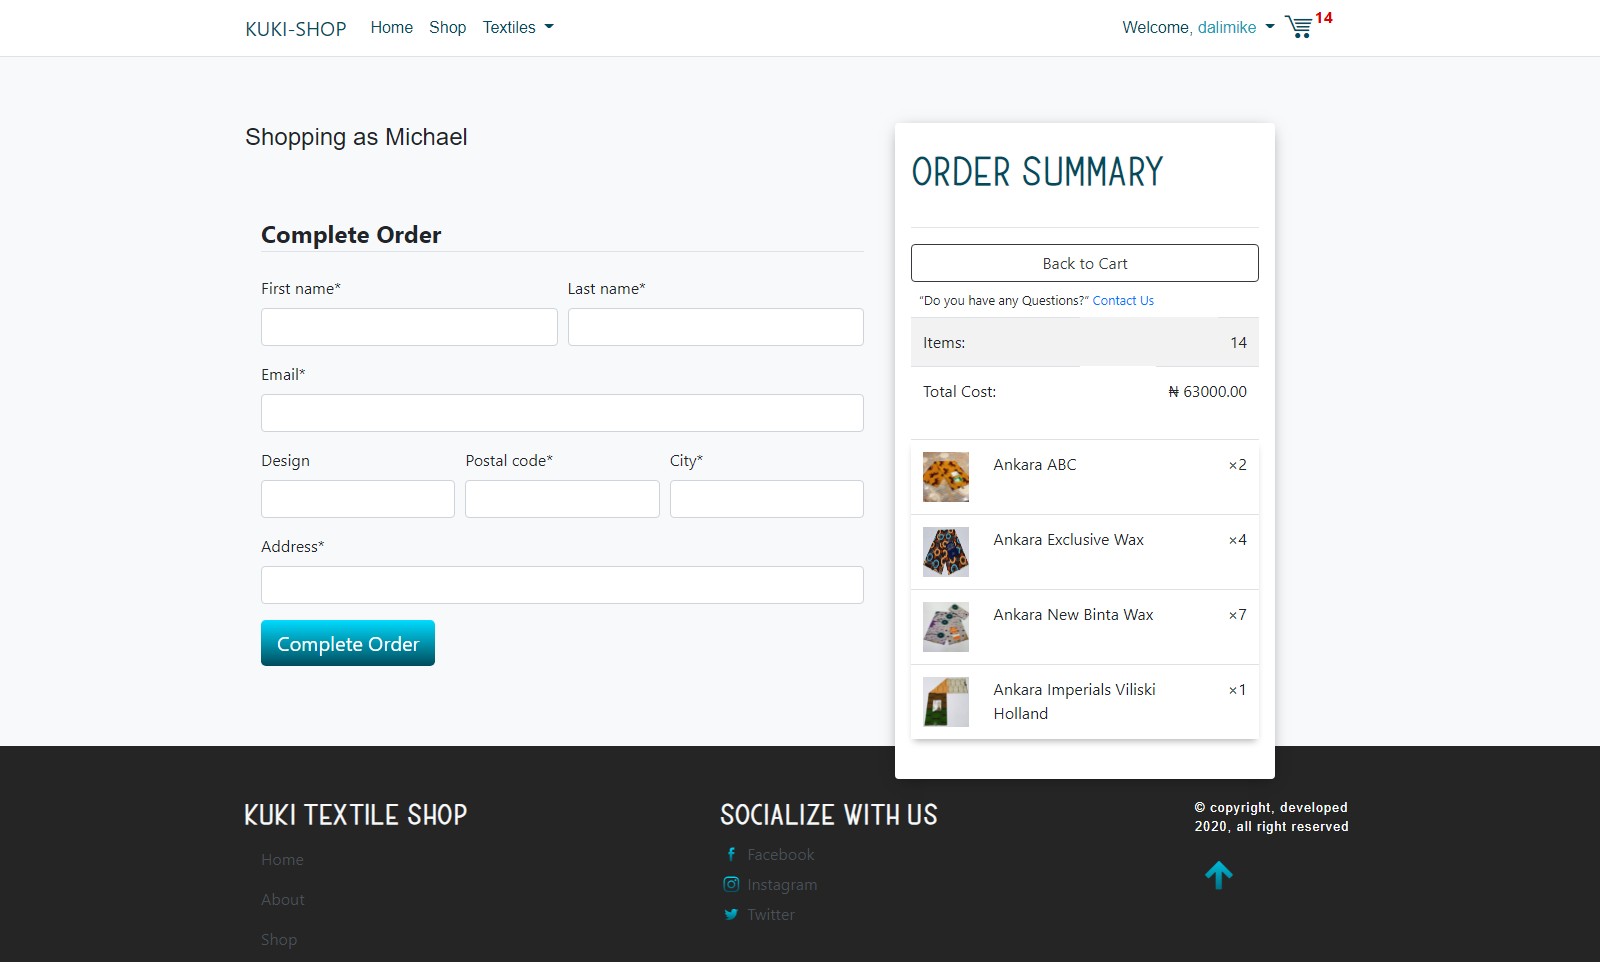 KUKI-SHOP Home Shop Textiles Welcome, dalimike 14
Shopping as Michael
Complete Order
First name* Last name*
Email*
Design Postal code* City*
Address*
Complete Order
ORDER SUMMARY
Back to Cart
“Do you have any Questions?” Contact Us
Items: 14
Total Cost: ₦ 63000.00
Ankara ABC ×2
Ankara Exclusive Wax ×4
Ankara New Binta Wax ×7
Ankara Imperials Viliski ×1
Holland
KUKI TEXTILE SHOP
Home
About
Shop
SOCIALIZE WITH US
Facebook
Instagram
Twitter
© copyright, developed
2020, all right reserved